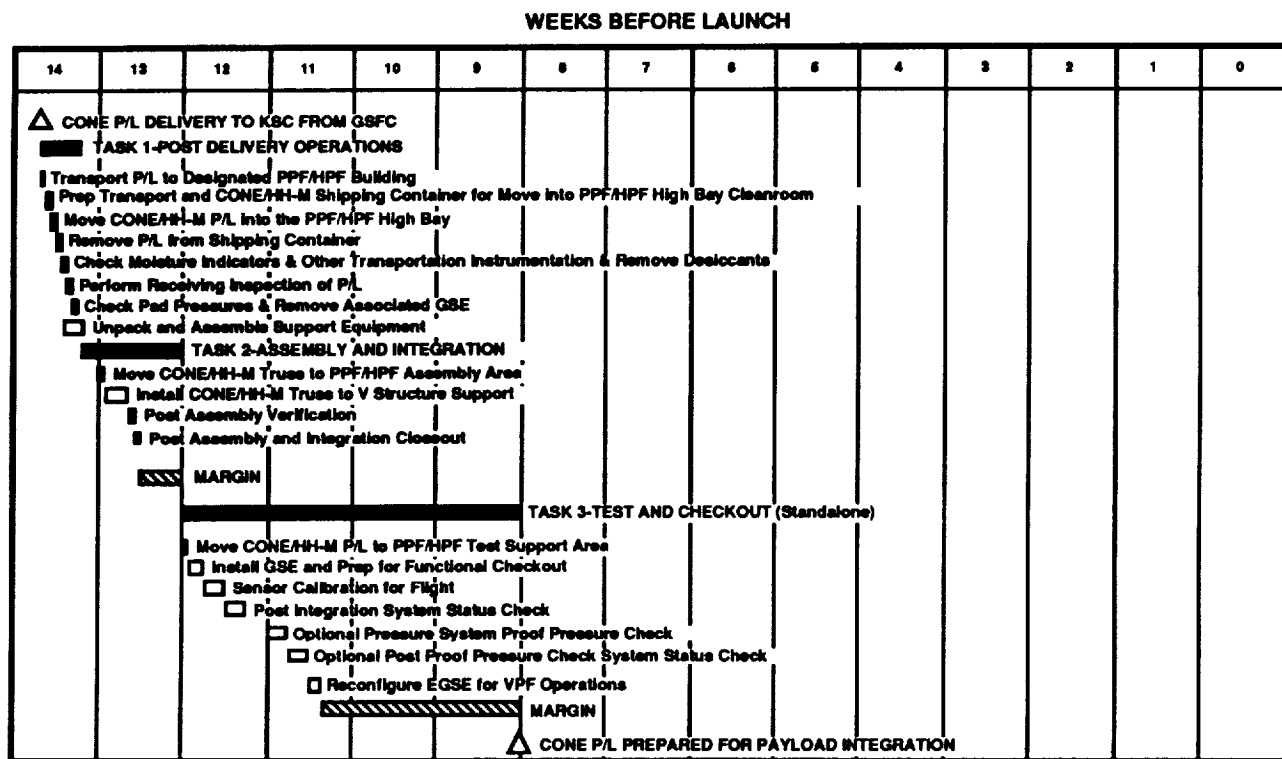 WEEKS BEFORE LAUNCH
14 13 12 11 10 9 8 7 6 5 4 3 2 1 0
CONE P/L DELIVERY TO KSC FROM GSFC
TASK 1-POST DELIVERY OPERATIONS
Transport P/L to Designated PPF/HPF Building
Prep Transport and CONE/HH-M Shipping Container for Move into PPF/HPF High Bay Cleanroom
Move CONE/HH-M P/L into the PPF/HPF High Bay
Remove P/L from Shipping Container
Check Moisture Indicators & Other Transportation Instrumentation & Remove Desiccants
Perform Receiving Inspection of P/L
Check Pad Pressures & Remove Associated GSE
Unpack and Assemble Support Equipment
TASK 2-ASSEMBLY AND INTEGRATION
Move CONE/HH-M Truss to PPF/HPF Assembly Area
Install CONE/HH-M Truss to V Structure Support
Post Assembly Verification
Post Assembly and Integration Closeout
MARGIN
TASK 3-TEST AND CHECKOUT (Standalone)
Move CONE/HH-M P/L to PPF/HPF Test Support Area
Install GSE and Prep for Functional Checkout
Sensor Calibration for Flight
Post Integration System Status Check
Optional Pressure System Proof Pressure Check
Optional Post Proof Pressure Check System Status Check
Reconfigure EGSE for VPF Operations
MARGIN
CONE P/L PREPARED FOR PAYLOAD INTEGRATION